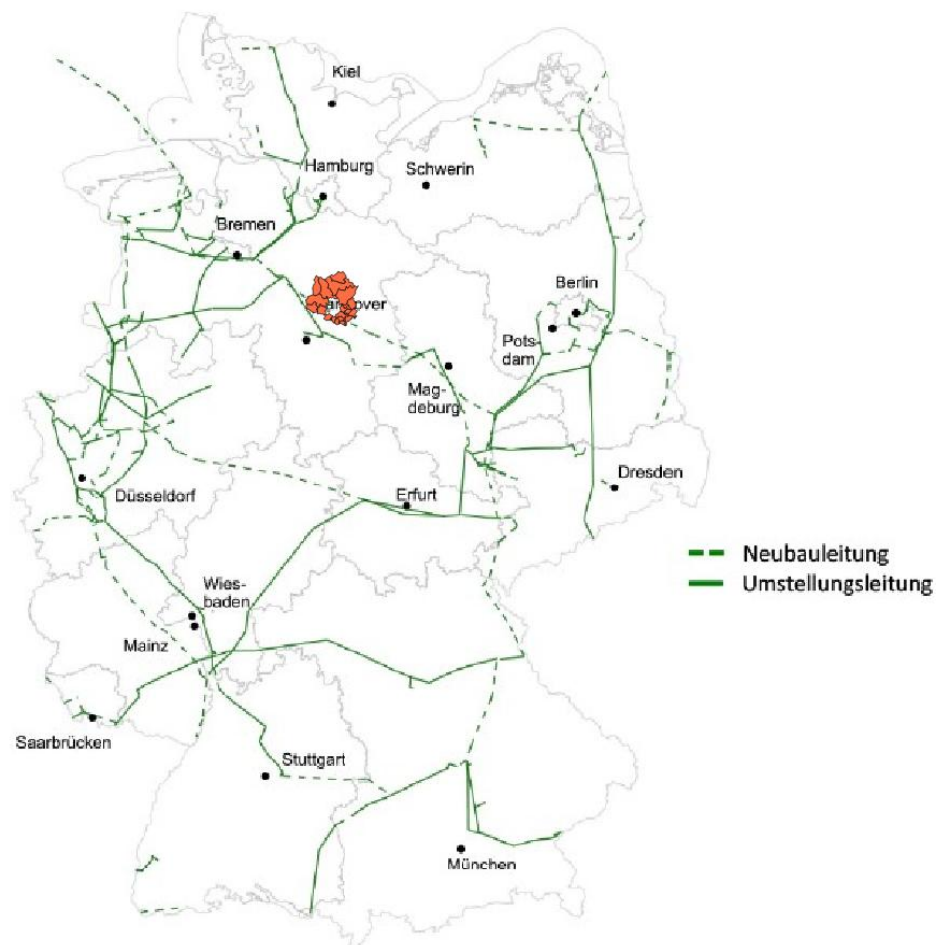 Kiel
Hamburg
Schwerin
Bremen
Berlin
Pots-
dam
Mag-
deburg
Düsseldorf
Erfurt
Dresden
Neubauleitung
Umstellungsleitung
Wies-
baden
Mainz
Saarbrücken
Stuttgart
München